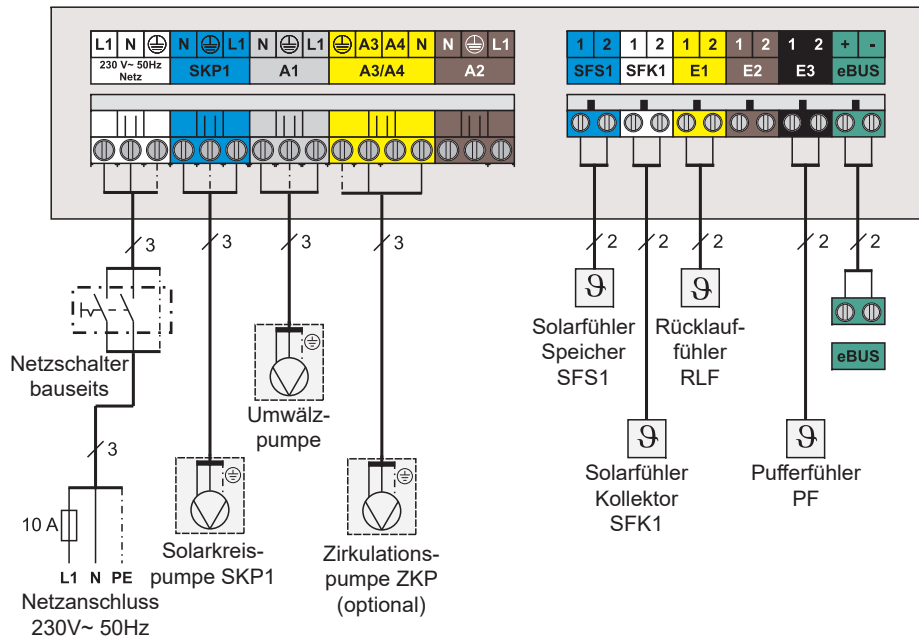 L1 N N L1 N L1 A3 A4 N N L1
230 V~ 50Hz
Netz
SKP1 A1 A3/A4 A2
1 2 1 2 1 2 1 2 1 2 + -
SFS1 SFK1 E1 E2 E3 eBUS
3 3 3 3
2 2 2 2 2
ϑ ϑ
Solarfühler
Speicher
SFS1
Rücklauf-
fühler
RLF
eBUS
Netzschalter
bauseits
Umwälz-
pumpe
3
ϑ ϑ
Solarfühler
Kollektor
SFK1
Pufferfühler
PF
10 A
Solarkreis-
pumpe SKP1
Zirkulations-
pumpe ZKP
(optional)
L1 N PE
Netzanschluss
230V~ 50Hz